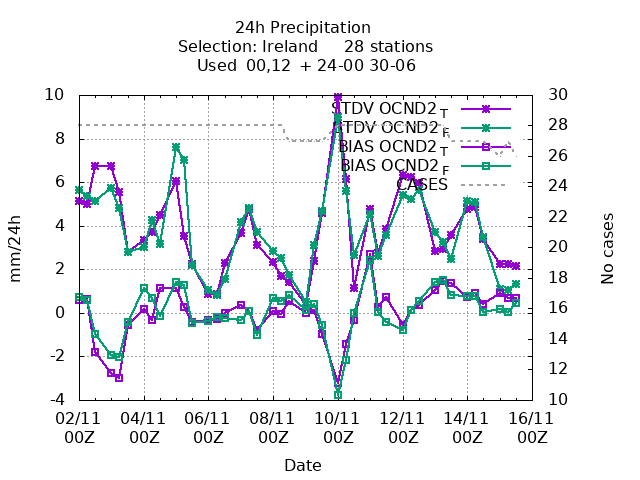 24h Precipitation
Selection: Ireland 28 stations
Used 00,12 + 24-00 30-06
10 30
STDV OCND2 T
8 28
STDV OCND2 F
BIAS OCND2 T
26
BIAS OCND2 F
6 24
CASES
4 22
20
2 18
0 16
14
-2 12
-4 10
mm/24h
No cases
02/11 04/11 06/11 08/11 10/11 12/11 14/11 16/11
00Z 00Z 00Z 00Z 00Z 00Z 00Z 00Z
Date